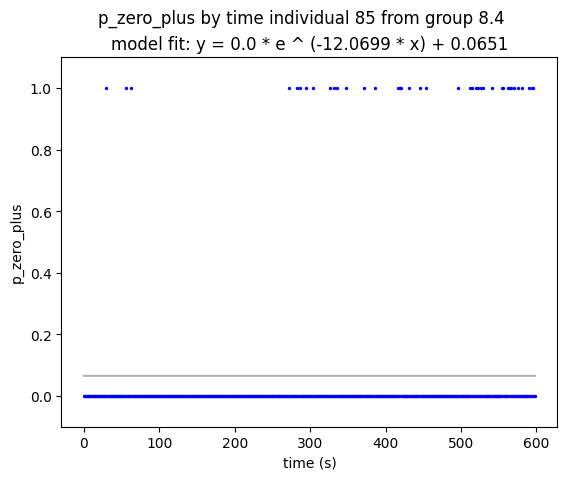 p_zero_plus by time individual 85 from group 8.4
model fit: y = 0.0 * e ^ (-12.0699 * x) + 0.0651
1.0
0.8
0.6
0.4
0.2
0.0
p_zero_plus
0 100 200 300 400 500 600
time (s)